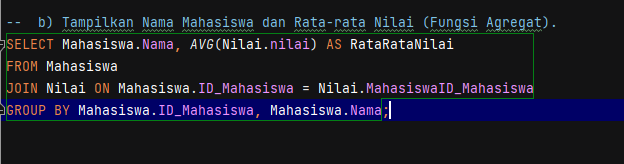 -- b) Tampilkan Nama Mahasiswa dan Rata-rata Nilai (Fungsi Agregat).
SELECT Mahasiswa.Nama, AVG(Nilai.nilai) AS RataRataNilai
FROM Mahasiswa
JOIN Nilai ON Mahasiswa.ID_Mahasiswa = Nilai.MahasiswaID_Mahasiswa
GROUP BY Mahasiswa.ID_Mahasiswa, Mahasiswa.Nama;